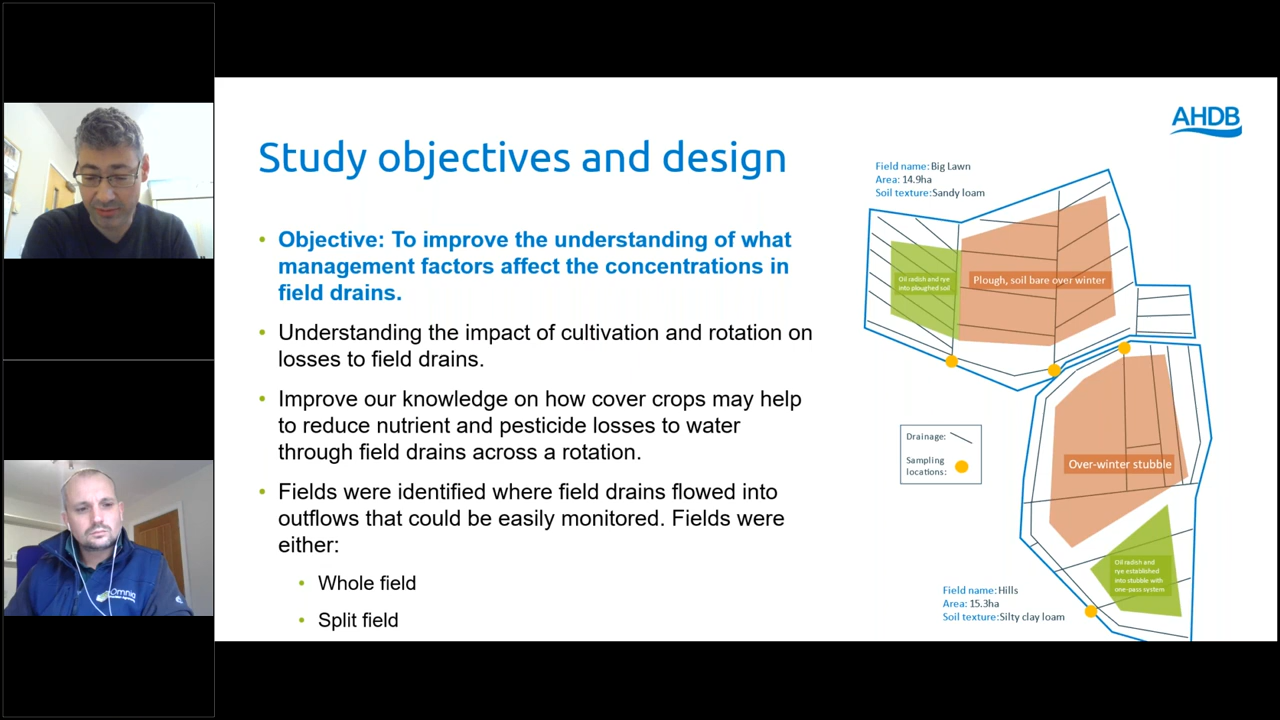 AHDB
Study objectives and design
Objective: To improve the understanding of what
management factors affect the concentrations in
field drains.
Understanding the impact of cultivation and rotation on
losses to field drains.
Improve our knowledge on how cover crops may help
to reduce nutrient and pesticide losses to water
through field drains across a rotation.
Fields were identified where field drains flowed into
outflows that could be easily monitored. Fields were
either:
Whole field
Split field
Field name: Big Lawn
Area: 14.9ha
Soil texture: Sandy loam
Oil radish and rye
into ploughed soil
Plough, soil bare over winter
Drainage:
Sampling
locations:
Over-winter stubble
Oil radish and
rye established
into stubble with
one-pass system
Field name: Hills
Area: 15.3ha
Soil texture: Silty clay loam
Omnia